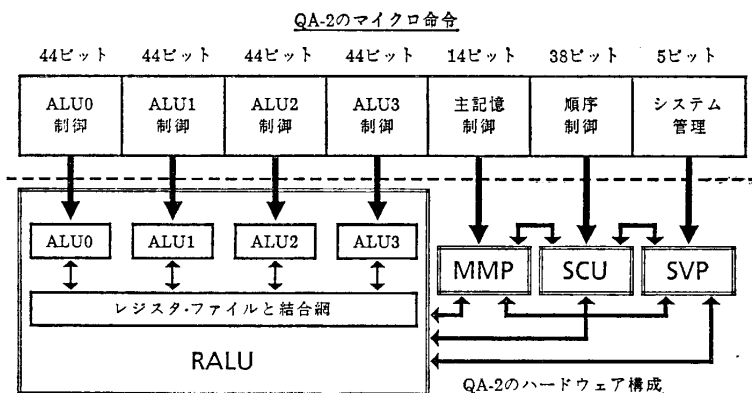 QA-2のマイクロ命令
44ビット 44ビット 44ビット 44ビット 14ビット 38ビット 5ビット
ALU0 ALU1 ALU2 ALU3 主記憶 順序 システム
制御 制御 制御 制御 制御 制御 管理
ALU0 ALU1 ALU2 ALU3
MMP SCU SVP
レジスタ・ファイルと結合網
RALU
QA-2のハードウェア構成